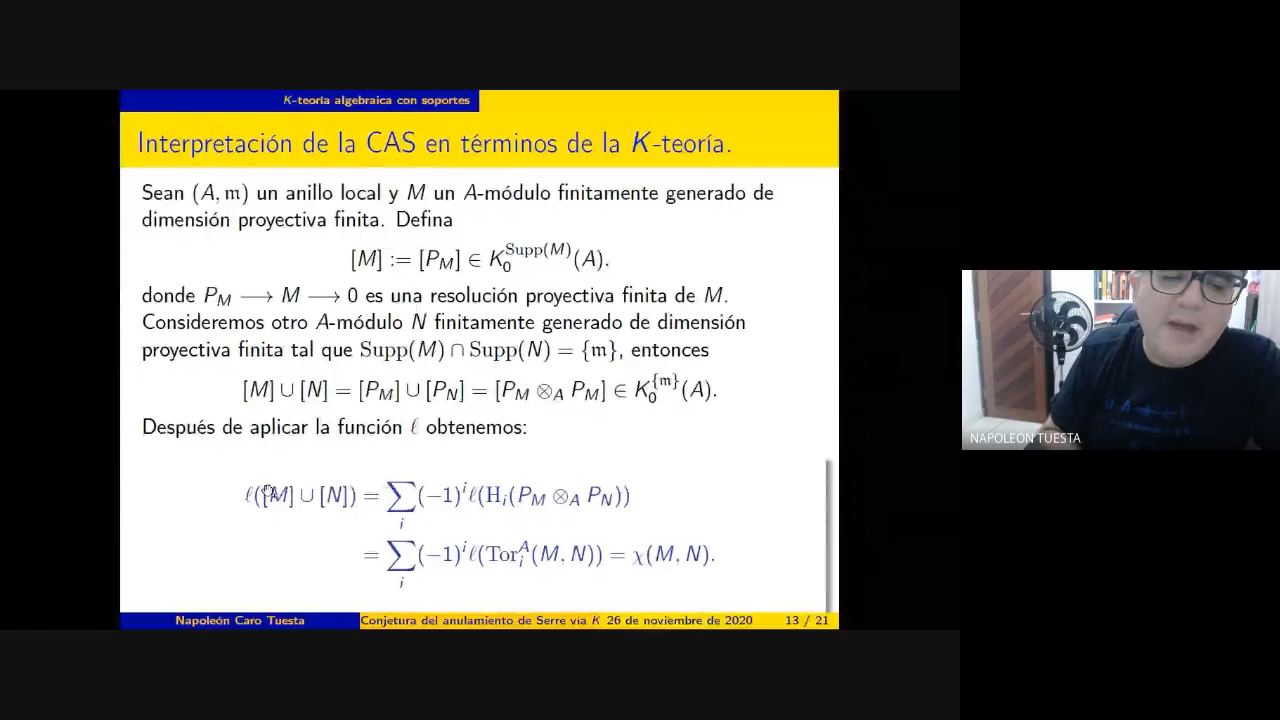 K-teoría algebraica con soportes
Interpretación de la CAS en términos de la K-teoría.
Sean (A, 𝔪) un anillo local y M un A-módulo finitamente generado de
dimensión proyectiva finita. Defina
[M] := [P_M] ∈ K_0^{Supp(M)}(A).
donde P_M ⟶ M ⟶ 0 es una resolución proyectiva finita de M.
Consideremos otro A-módulo N finitamente generado de dimensión
proyectiva finita tal que Supp(M) ∩ Supp(N) = {𝔪}, entonces
[M] ∪ [N] = [P_M] ∪ [P_N] = [P_M ⊗_A P_M] ∈ K_0^{{𝔪}}(A).
Después de aplicar la función ℓ obtenemos:
ℓ([M] ∪ [N]) = ∑_i (−1)^i ℓ(H_i(P_M ⊗_A P_N))
= ∑_i (−1)^i ℓ(Tor_i^A(M, N)) = χ(M, N).
Napoleón Caro Tuesta
Conjetura del anulamiento de Serre via K 26 de noviembre de 2020 13 / 21
NAPOLEON TUESTA